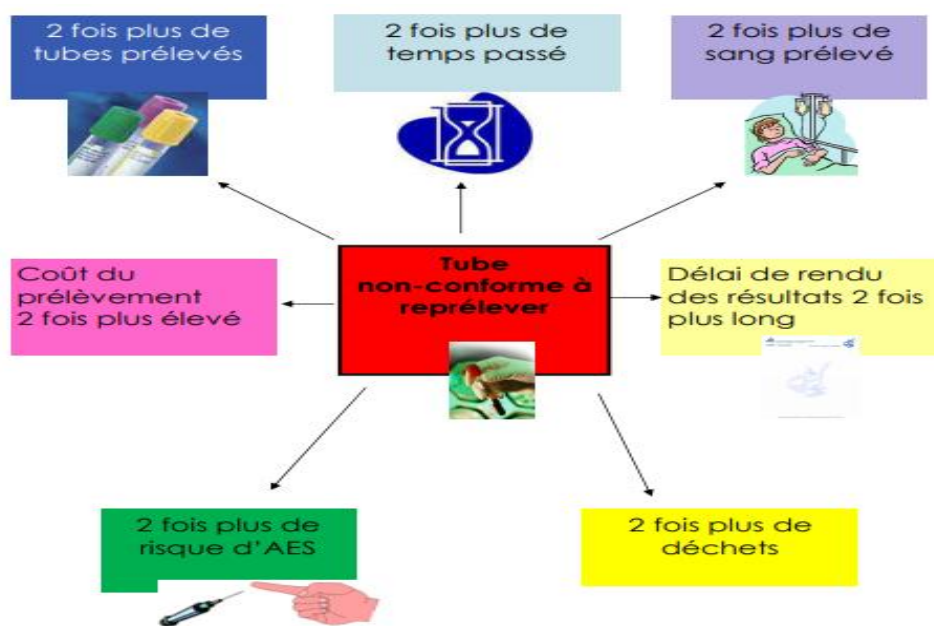 2 fois plus de
tubes prélevés
2 fois plus de
temps passé
2 fois plus de
sang prélevé
Tube
non-conforme à
reprélever
Coût du
prélèvement
2 fois plus élevé
Délai de rendu
des résultats 2 fois
plus long
2 fois plus de
risque d'AES
2 fois plus de
déchets